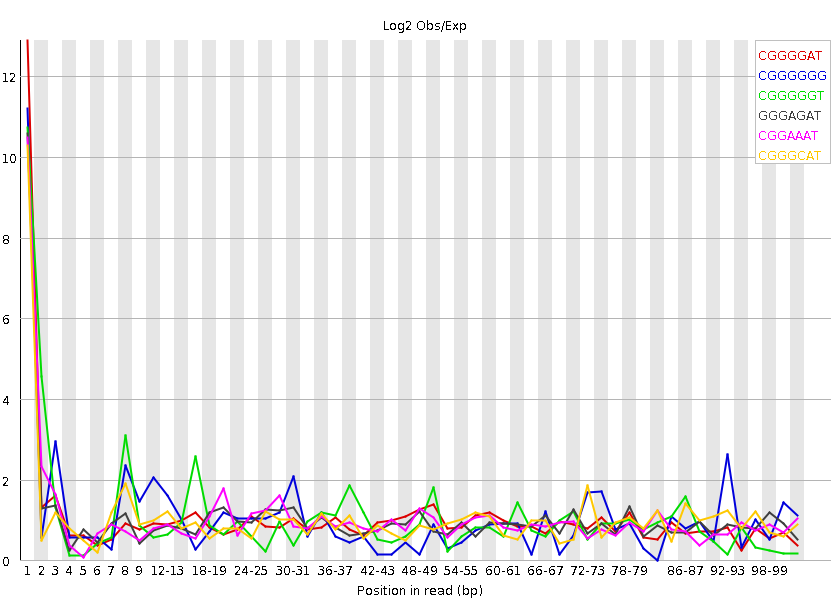 Log2 Obs/Exp
CGGGGAT
CGGGGGG
CGGGGGT
GGGAGAT
CGGAAAT
CGGGCAT
12
10
8
6
4
2
0
1 2 3 4 5 6 7 8 9 12-13 18-19 24-25 30-31 36-37 42-43 48-49 54-55 60-61 66-67 72-73 78-79 86-87 92-93 98-99
Position in read (bp)